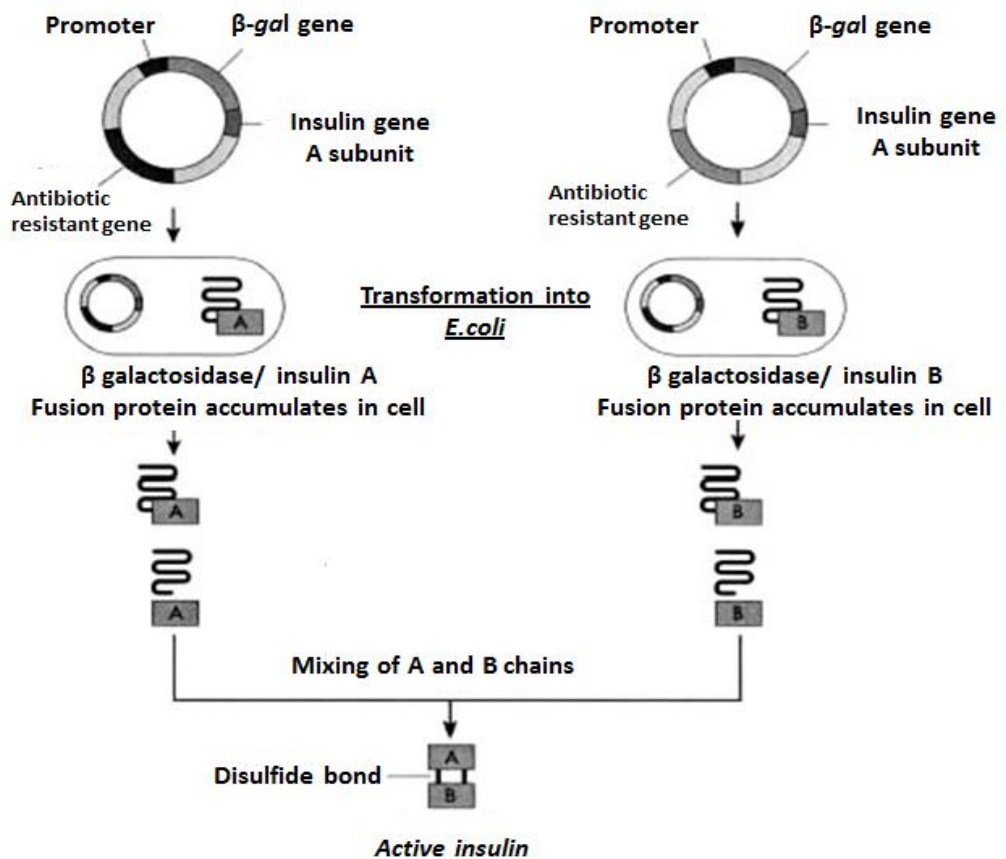 Promoter
β-gal gene
Insulin gene
A subunit
Antibiotic
resistant gene
Promoter
β-gal gene
Insulin gene
A subunit
Antibiotic
resistant gene
A
Transformation into
E.coli
B
β galactosidase/ insulin A
Fusion protein accumulates in cell
β galactosidase/ insulin B
Fusion protein accumulates in cell
A
B
A
B
Mixing of A and B chains
A
Disulfide bond
B
Active insulin